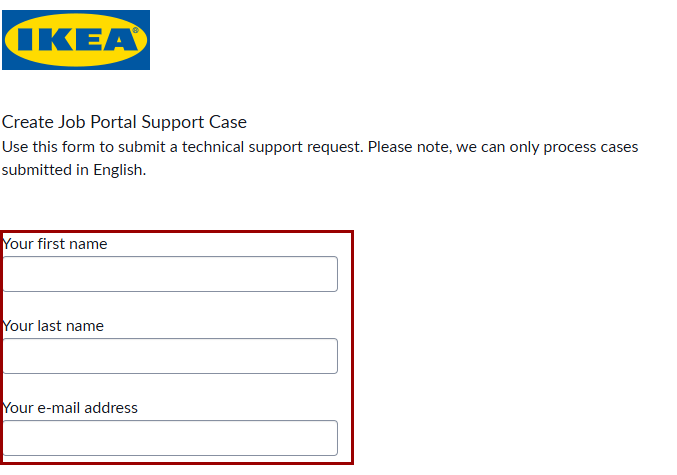 IKEA®
Create Job Portal Support Case
Use this form to submit a technical support request. Please note, we can only process cases
submitted in English.
Your first name
Your last name
Your e-mail address